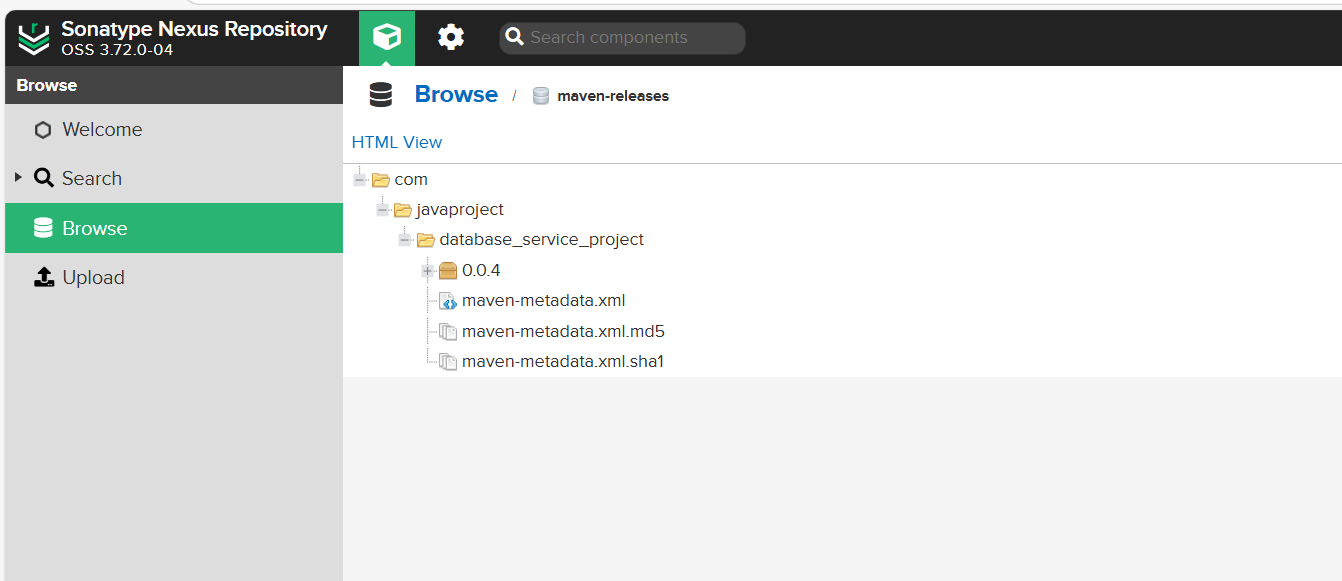 Sonatype Nexus Repository
OSS 3.72.0-04
Search components
Browse
Welcome
Search
Browse
Upload
Browse / maven-releases
HTML View
com
javaproject
database_service_project
0.0.4
maven-metadata.xml
maven-metadata.xml.md5
maven-metadata.xml.sha1